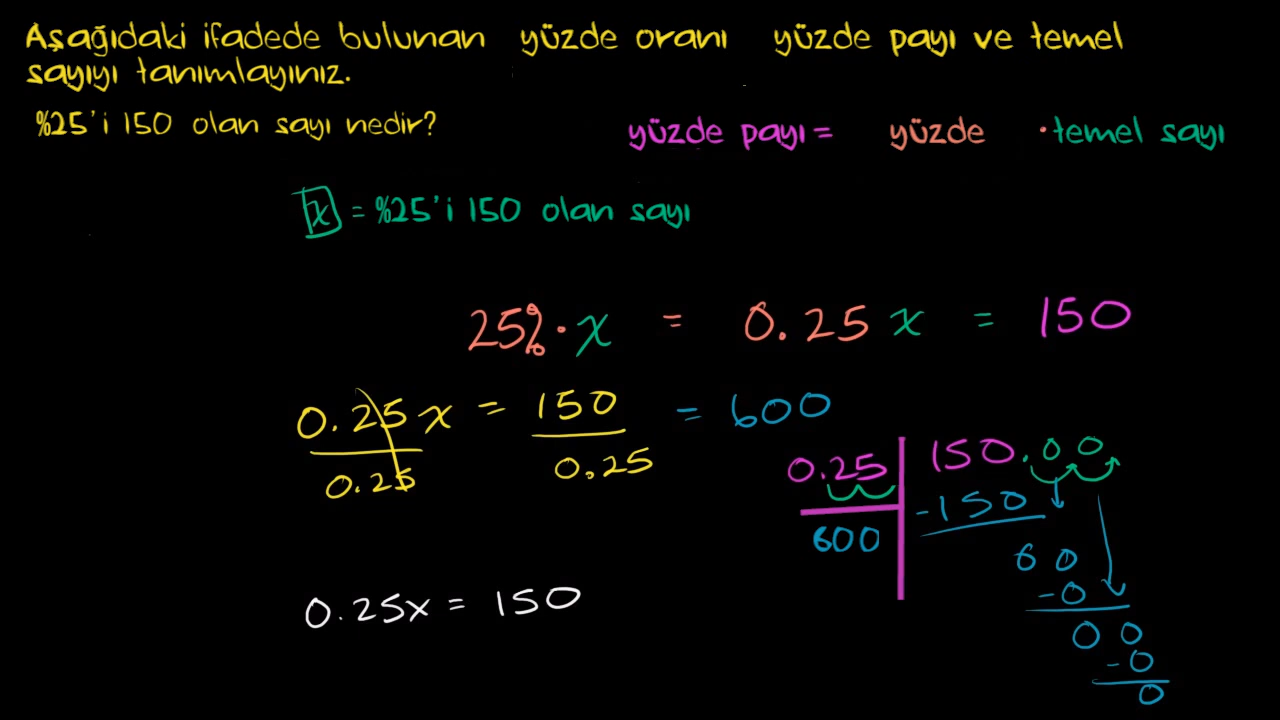 Aşağıdaki ifadede bulunan yüzde oranı yüzde payı ve temel
sayıyı tanımlayınız.
%25'i 150 olan sayı nedir?
yüzde payı = yüzde · temel sayı
x = %25'i 150 olan sayı
25% · x = 0.25 x = 150
0.25 x = 150 = 600
0.25 0.25
0.25 150.00
600 -150
60
-0
00
-0
0
0.25x = 150